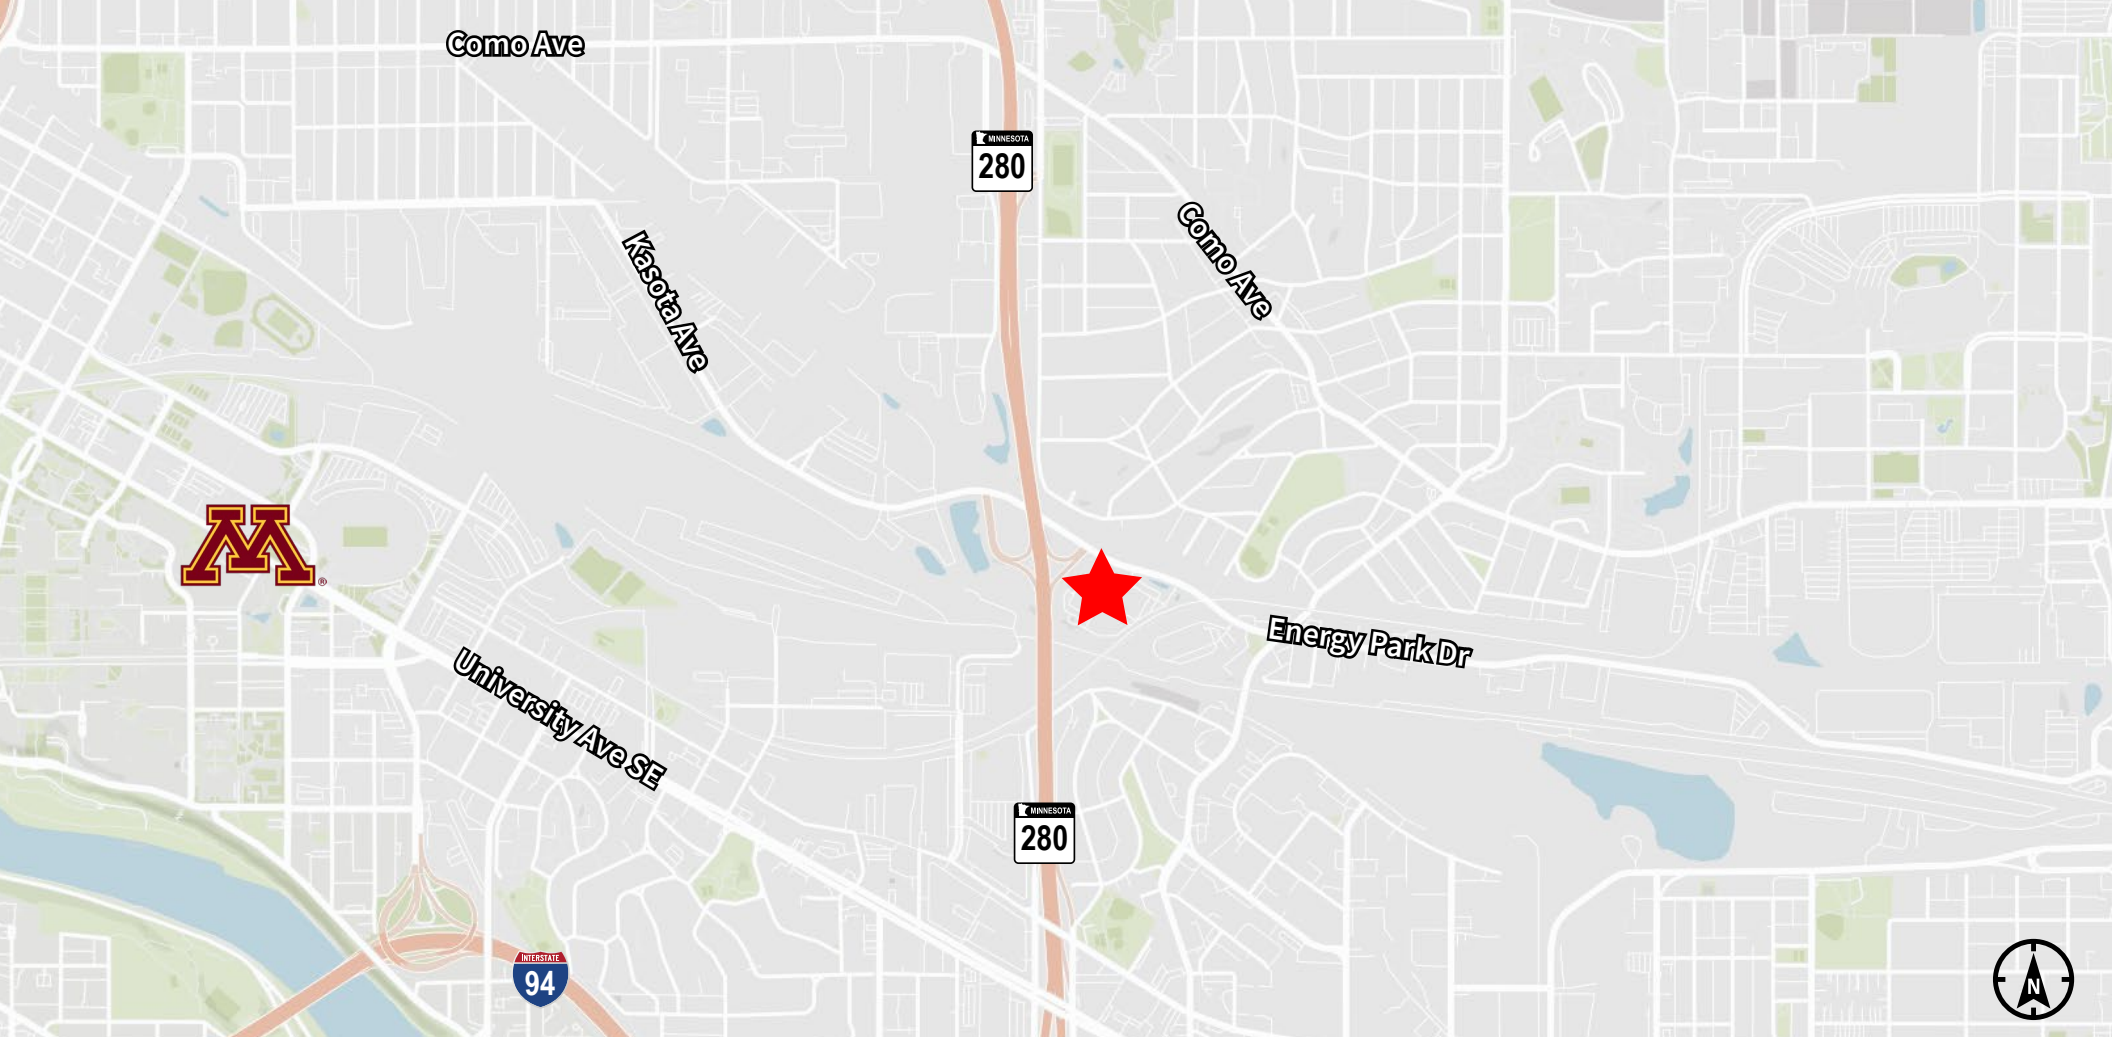 Como Ave
MINNESOTA
280
Como Ave
Kasota Ave
M
®
Energy Park Dr
University Ave SE
MINNESOTA
280
INTERSTATE
94
N